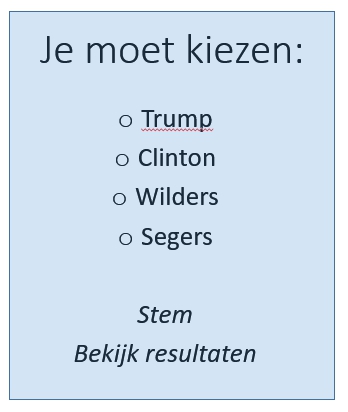 Je moet kiezen:
o Trump
o Clinton
o Wilders
o Segers
Stem
Bekijk resultaten